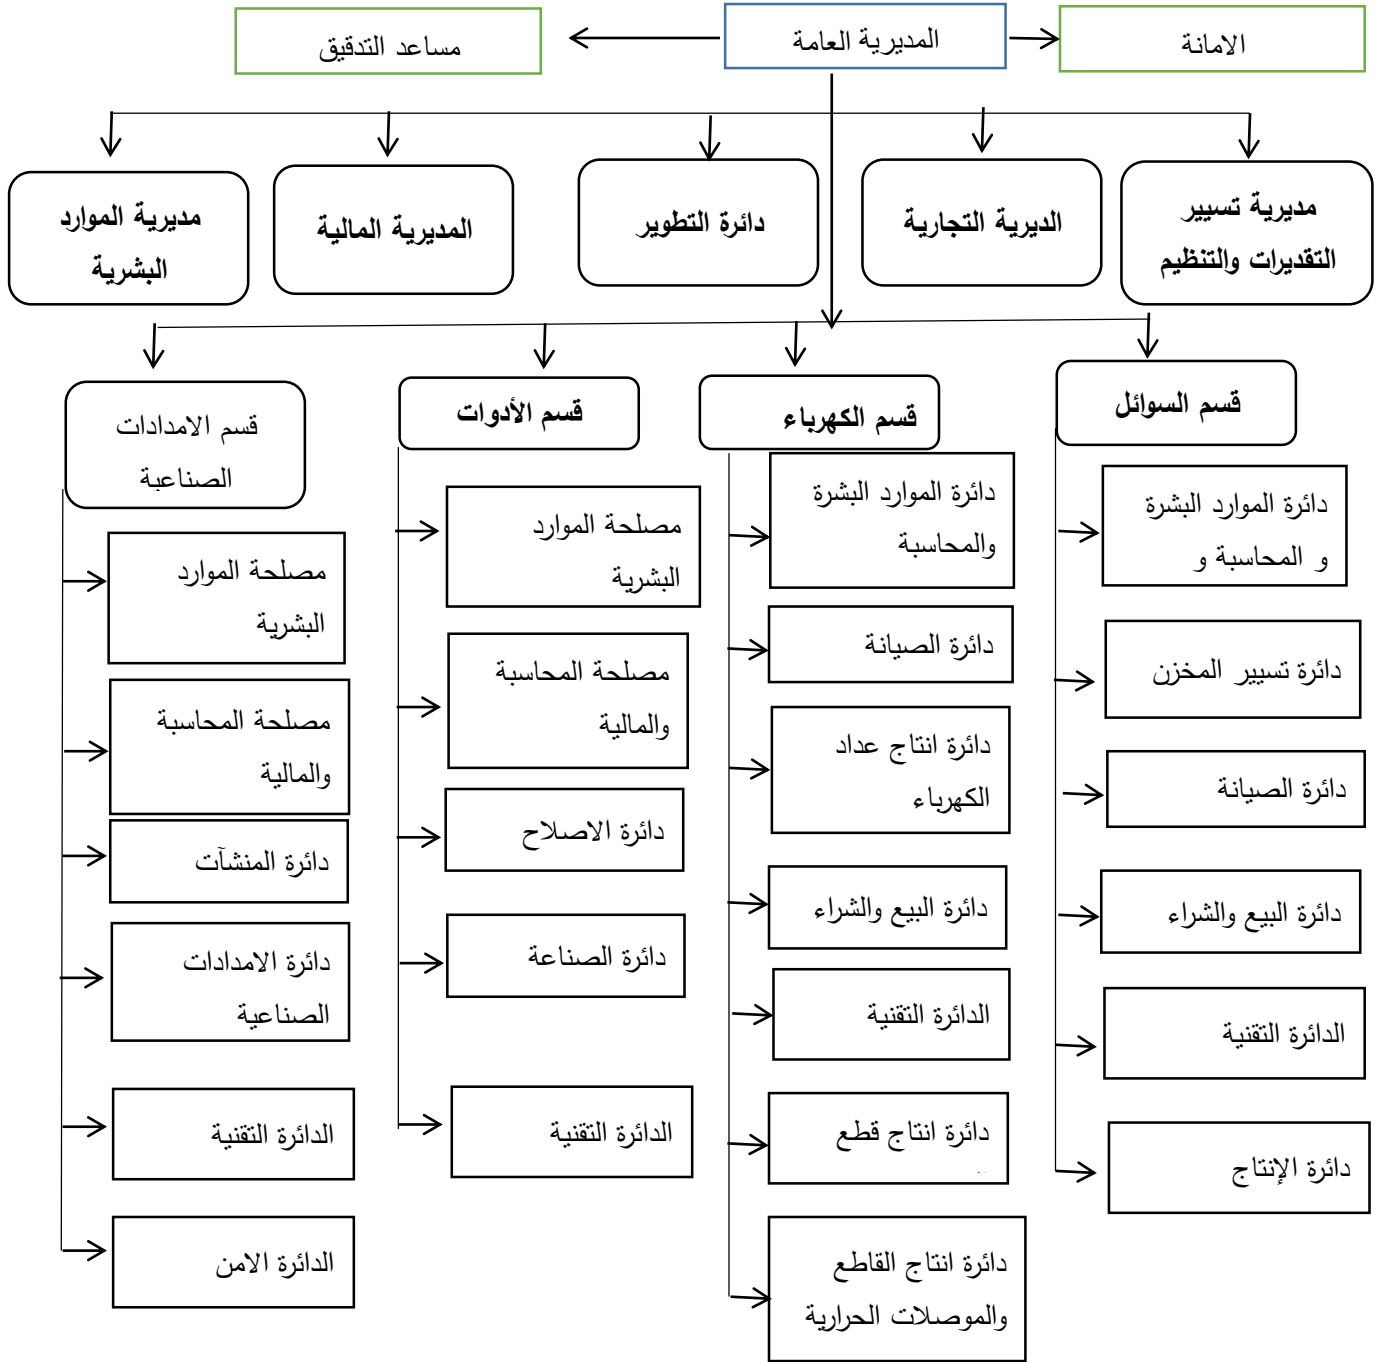 الامانة
المديرية العامة
مساعد التدقيق
مديرية تسيير
التقديرات والتنظيم
الديرية التجارية
دائرة التطوير
المديرية المالية
مديرية الموارد
البشرية
قسم السوائل
قسم الكهرباء
قسم الأدوات
قسم الامدادات
الصناعية
دائرة الموارد البشرة
و المحاسبة و
دائرة تسيير المخزن
دائرة الصيانة
دائرة البيع والشراء
الدائرة التقنية
دائرة الإنتاج
دائرة الموارد البشرة
والمحاسبة
دائرة الصيانة
دائرة انتاج عداد
الكهرباء
دائرة البيع والشراء
الدائرة التقنية
دائرة انتاج قطع
دائرة انتاج القاطع
والموصلات الحرارية
مصلحة الموارد
البشرية
مصلحة المحاسبة
والمالية
دائرة الاصلاح
دائرة الصناعة
الدائرة التقنية
مصلحة الموارد
البشرية
مصلحة المحاسبة
والمالية
دائرة المنشآت
دائرة الامدادات
الصناعية
الدائرة التقنية
الدائرة الامن